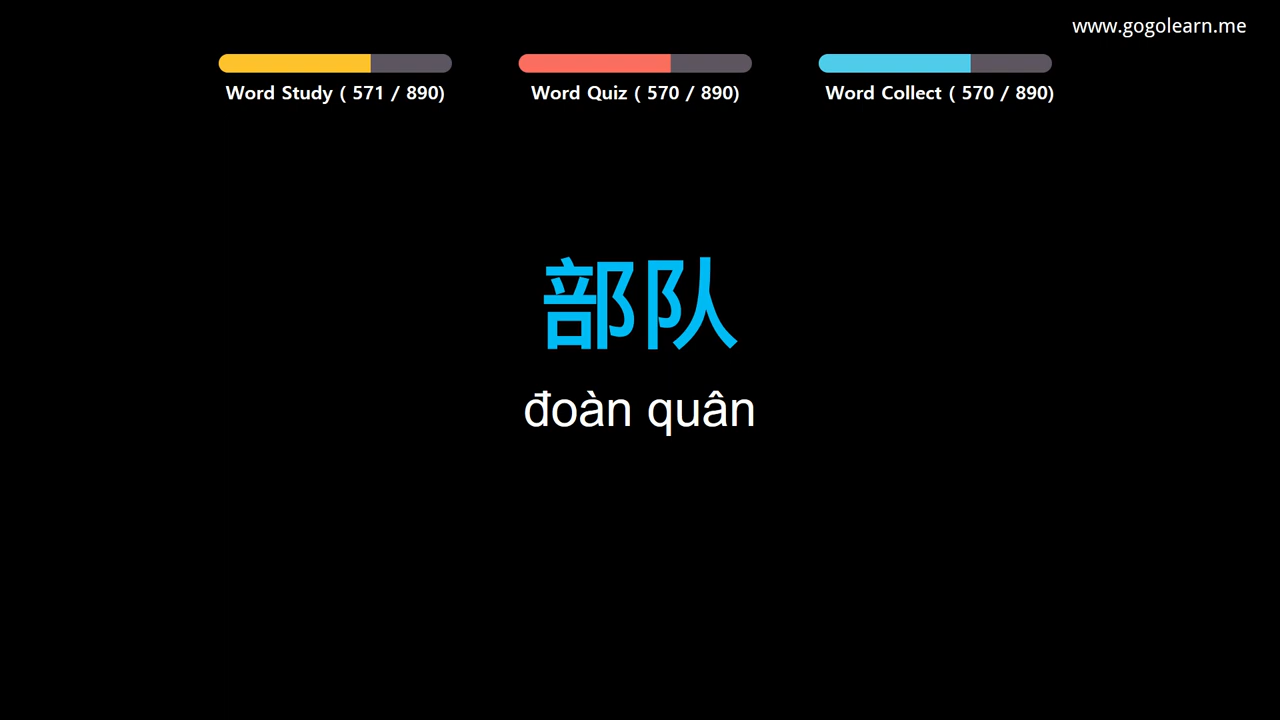 www.gogolearn.me
Word Study ( 571 / 890)
Word Quiz ( 570 / 890)
Word Collect ( 570 / 890)
部队
đoàn quân